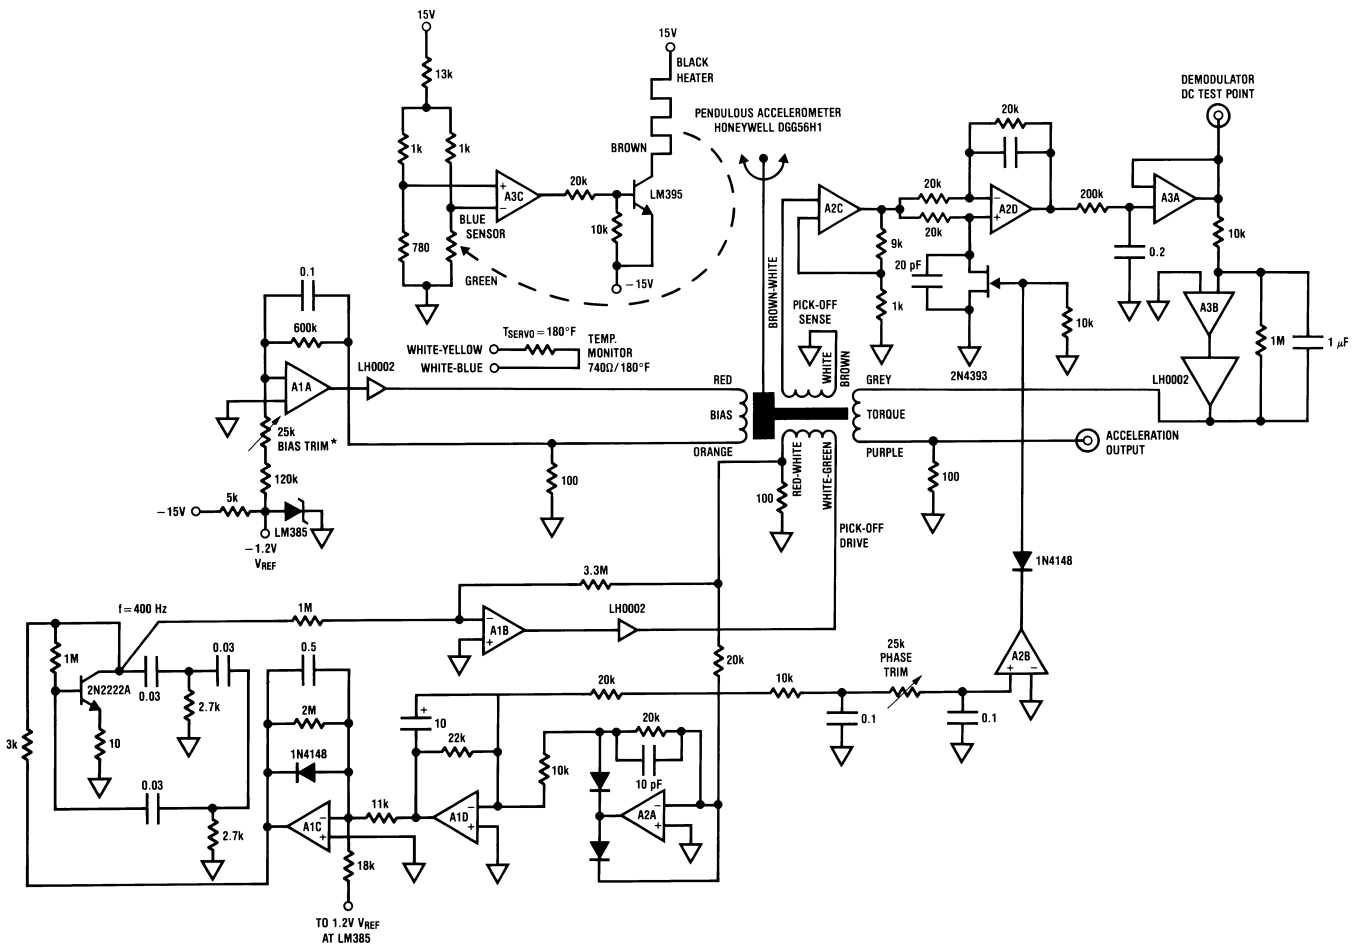 15V
13k
1k
1k
780
BLUE
SENSOR
GREEN
+
A3C
−
20k
10k
LM395
−15V
15V
BLACK
HEATER
BROWN
PENDULOUS ACCELEROMETER
HONEYWELL DGG56H1
BROWN-WHITE
A2C
9k
1k
20k
20k
20 pF
20k
−
A2D
+
2N4393
10k
200k
0.2
A3A
DEMODULATOR
DC TEST POINT
10k
A3B
LH0002
1M
1 μF
0.1
600k
A1A
LH0002
25k
BIAS TRIM*
120k
5k
−15V
LM385
−1.2V
VREF
TSERVO = 180°F
WHITE-YELLOW
WHITE-BLUE
TEMP.
MONITOR
740Ω/180°F
RED
BIAS
ORANGE
100
PICK-OFF
SENSE
WHITE
BROWN
GREY
TORQUE
PURPLE
100
ACCELERATION
OUTPUT
100
RED-WHITE
WHITE-GREEN
PICK-OFF
DRIVE
1N4148
A2B
+
−
25k
PHASE
TRIM
0.1
0.1
10k
20k
3.3M
1M
−
A1B
+
LH0002
20k
f = 400 Hz
1M
2N2222A
10
3k
0.03
0.03
2.7k
0.03
2.7k
0.5
2M
1N4148
A1C
−
+
18k
TO 1.2V VREF
AT LM385
11k
+
10
22k
A1D
−
+
10k
20k
10 pF
A2A
−
+